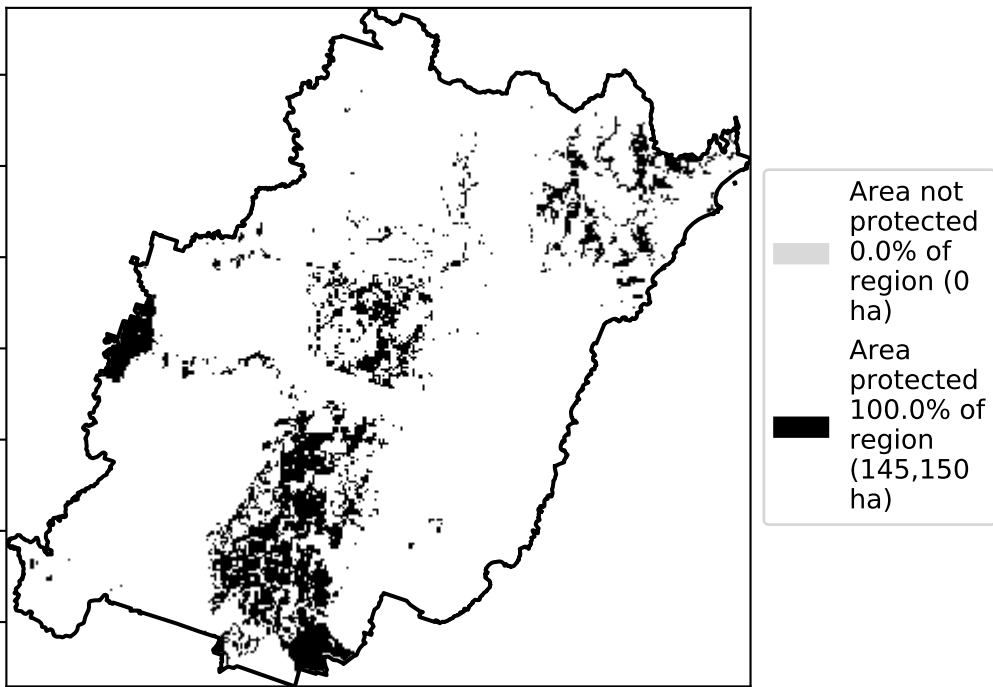 Area not
protected
0.0% of
region (0
ha)
Area
protected
100.0% of
region
(145,150
ha)